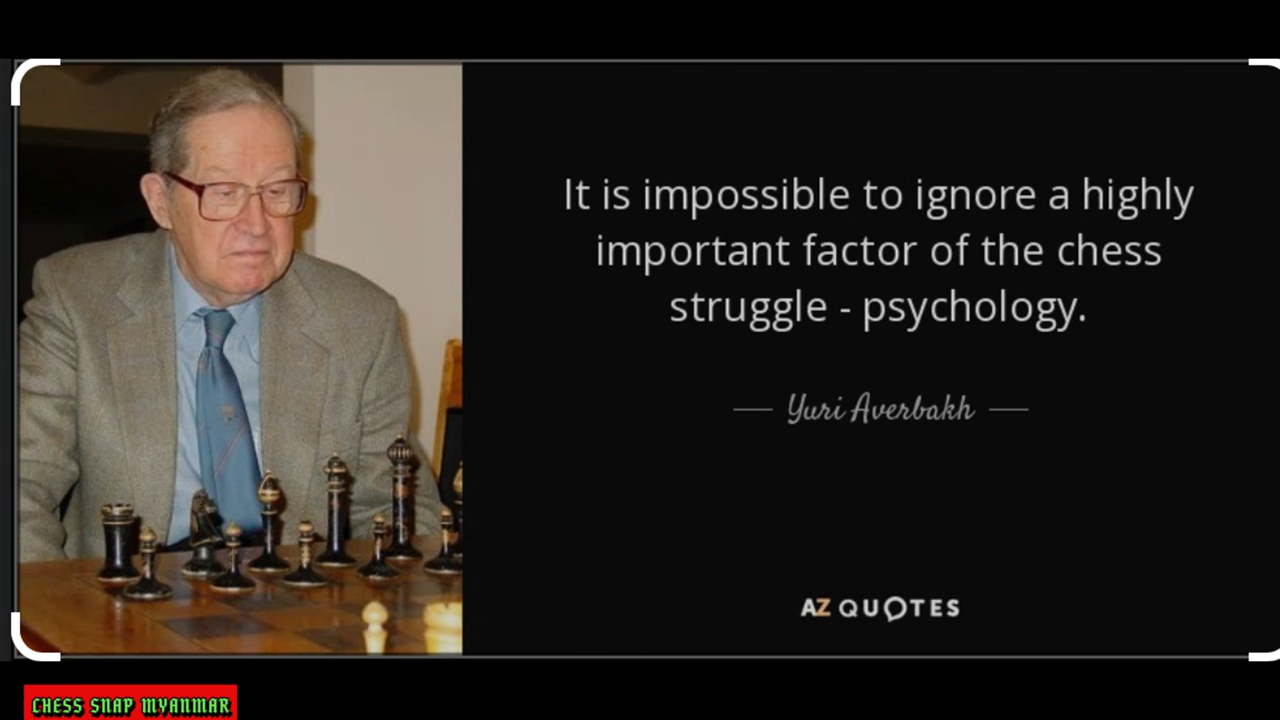 It is impossible to ignore a highly
important factor of the chess
struggle - psychology.
Yuri Averbakh
AZ QUOTES
CHESS SNAP MYANMAR